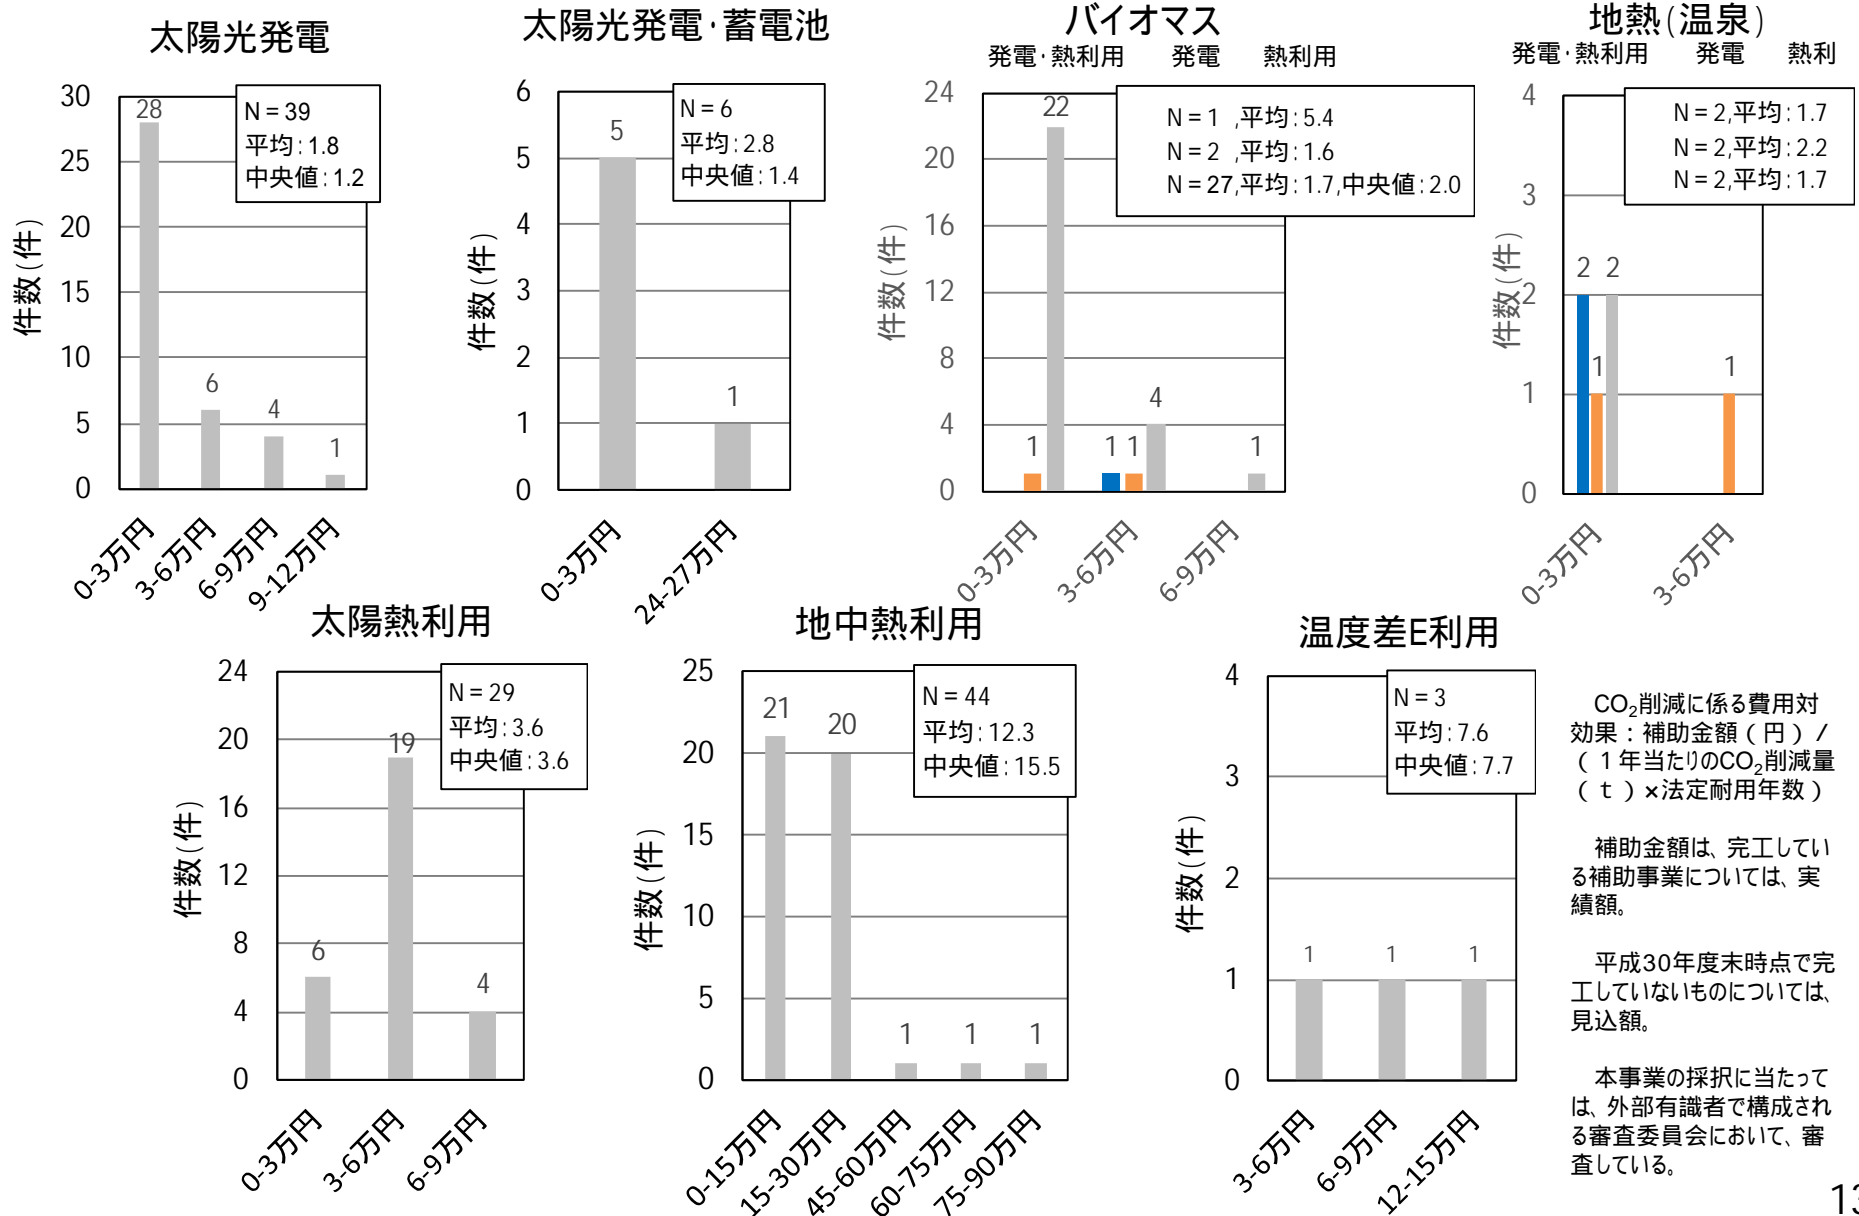 太陽光発電
30
25
20
15
10
5
0
件数(件)
28
6
4
1
N = 39
平均:1.8
中央値:1.2
0-3万円
3-6万円
6-9万円
9-12万円
太陽光発電・蓄電池
6
5
4
3
2
1
0
件数(件)
5
1
N = 6
平均:2.8
中央値:1.4
0-3万円
24-27万円
バイオマス
発電・熱利用 発電 熱利用
24
20
16
12
8
4
0
件数(件)
1
22
1
1
4
1
N = 1 ,平均:5.4
N = 2 ,平均:1.6
N = 27,平均:1.7,中央値:2.0
0-3万円
3-6万円
6-9万円
地熱(温泉)
発電・熱利用 発電 熱利
4
3
2
1
0
件数(件)
2
1
2
1
N = 2,平均:1.7
N = 2,平均:2.2
N = 2,平均:1.7
0-3万円
3-6万円
太陽熱利用
24
20
16
12
8
4
0
件数(件)
6
19
4
N = 29
平均:3.6
中央値:3.6
0-3万円
3-6万円
6-9万円
地中熱利用
25
20
15
10
5
0
件数(件)
21
20
1
1
1
N = 44
平均:12.3
中央値:15.5
0-15万円
15-30万円
45-60万円
60-75万円
75-90万円
温度差E利用
4
3
2
1
0
件数(件)
1
1
1
N = 3
平均:7.6
中央値:7.7
3-6万円
6-9万円
12-15万円
CO₂削減に係る費用対
効果：補助金額（円）/
（１年当たりのCO₂削減量
（ｔ）×法定耐用年数）
補助金額は、完工してい
る補助事業については、実
績額。
平成30年度末時点で完
工していないものについては、
見込額。
本事業の採択に当たって
は、外部有識者で構成され
る審査委員会において、審
査している。
13